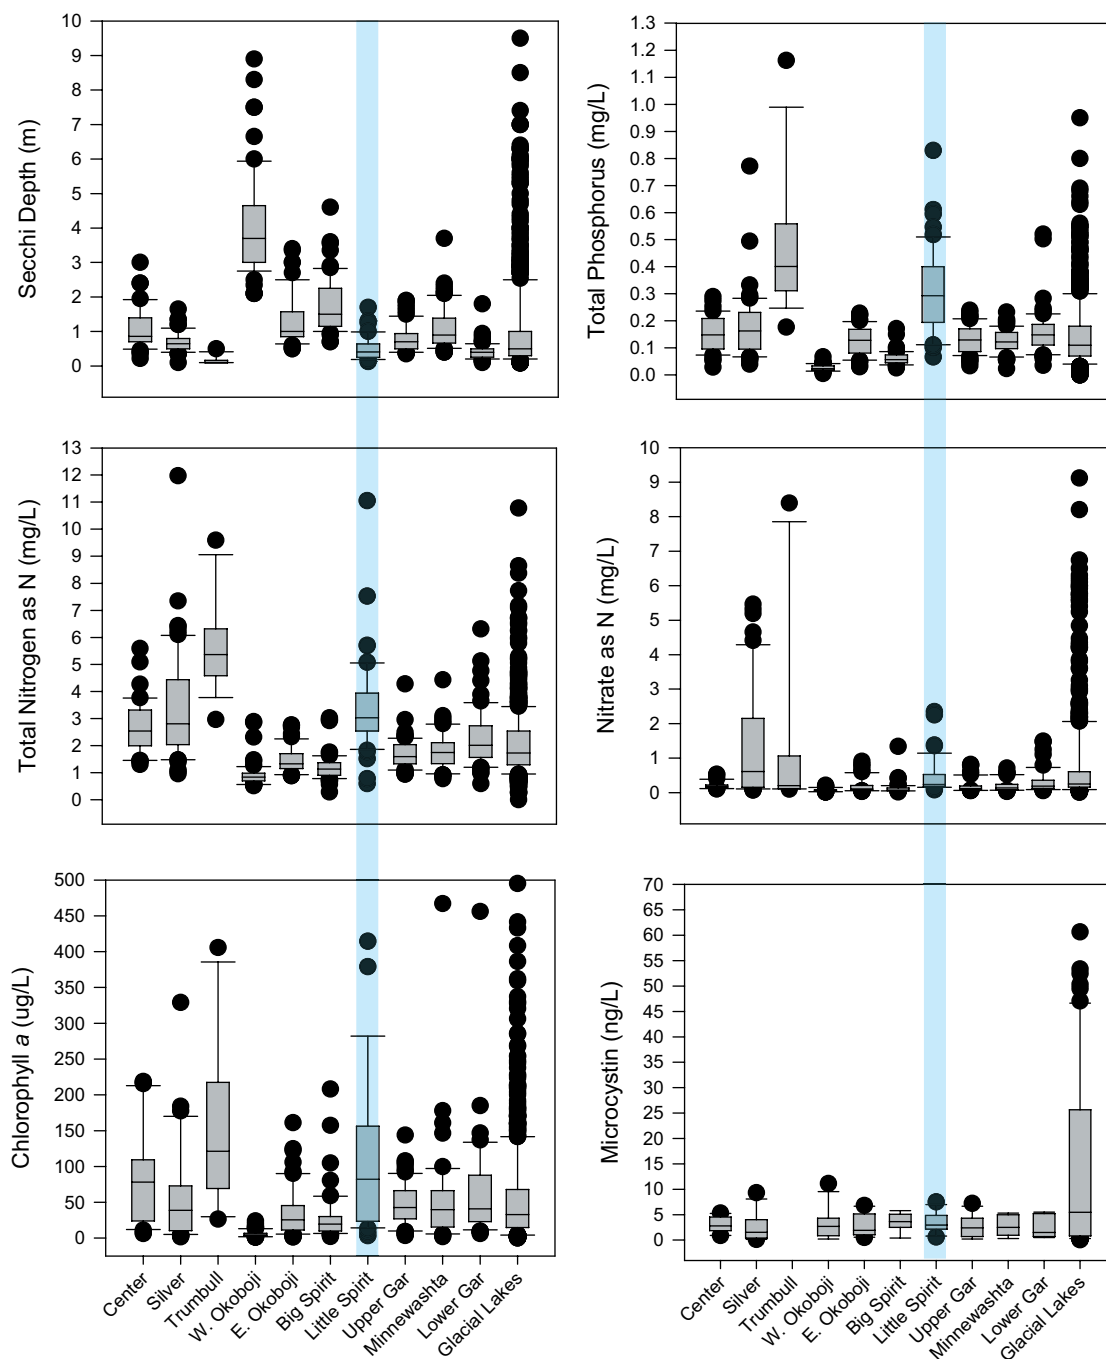 10
9
8
7
6
5
4
3
2
1
0
Secchi Depth (m)
1.3
1.2
1.1
1.0
0.9
0.8
0.7
0.6
0.5
0.4
0.3
0.2
0.1
0.0
Total Phosphorus (mg/L)
13
12
11
10
9
8
7
6
5
4
3
2
1
0
Total Nitrogen as N (mg/L)
10
9
8
7
6
5
4
3
2
1
0
Nitrate as N (mg/L)
500
450
400
350
300
250
200
150
100
50
0
Chlorophyll a (ug/L)
Center
Silver
Trumbull
W. Okoboji
E. Okoboji
Big Spirit
Little Spirit
Upper Gar
Minnewashta
Lower Gar
Glacial Lakes
70
65
60
55
50
45
40
35
30
25
20
15
10
5
0
Microcystin (ng/L)
Center
Silver
Trumbull
W. Okoboji
E. Okoboji
Big Spirit
Little Spirit
Upper Gar
Minnewashta
Lower Gar
Glacial Lakes